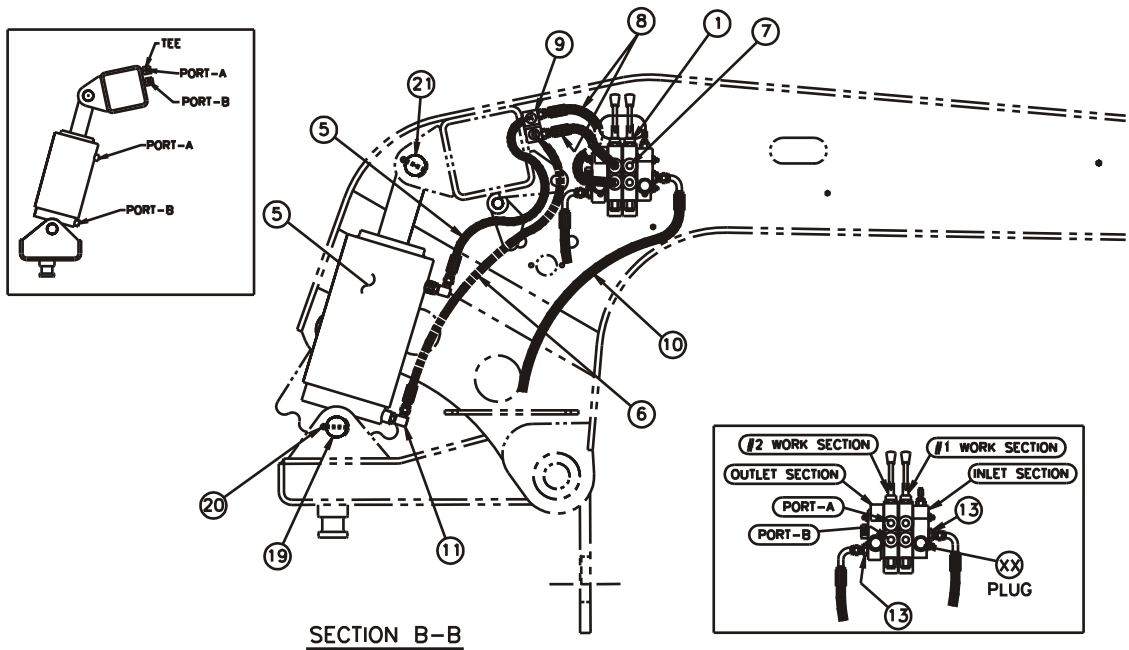 TEE
PORT-A
PORT-B
PORT-A
PORT-B
8
1
7
9
21
5
5
10
6
20
19
11
SECTION B-B
#2 WORK SECTION
#1 WORK SECTION
OUTLET SECTION
INLET SECTION
PORT-A
13
PORT-B
XX
PLUG
13